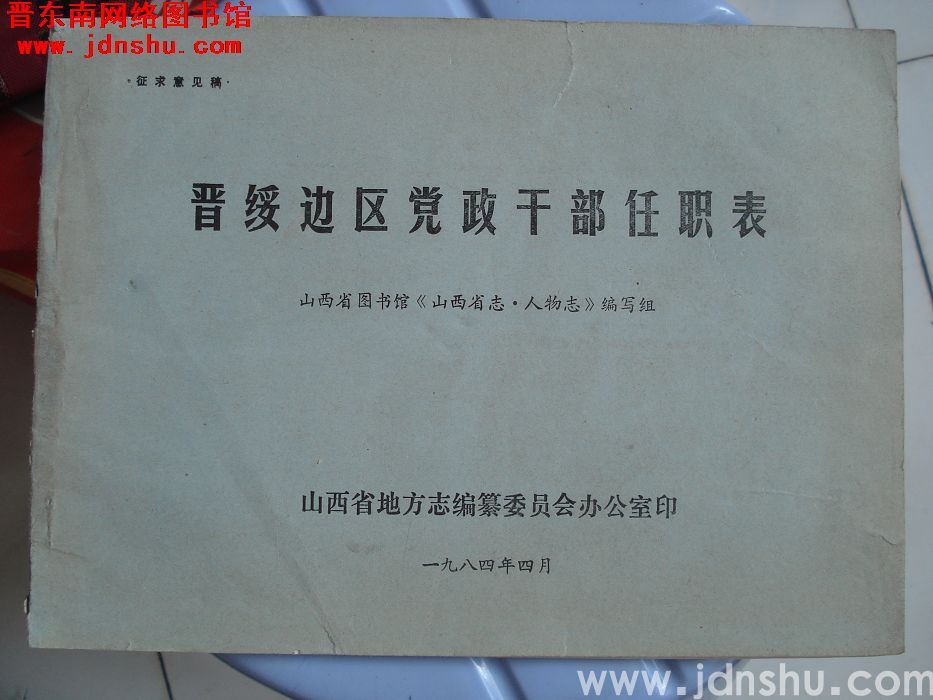 晋东南网络图书馆
www.jdnshu.com
·征求意见稿·
晋绥边区党政干部任职表
山西省图书馆《山西省志·人物志》编写组
山西省地方志编纂委员会办公室印
一九八四年四月
www.jdnshu.com